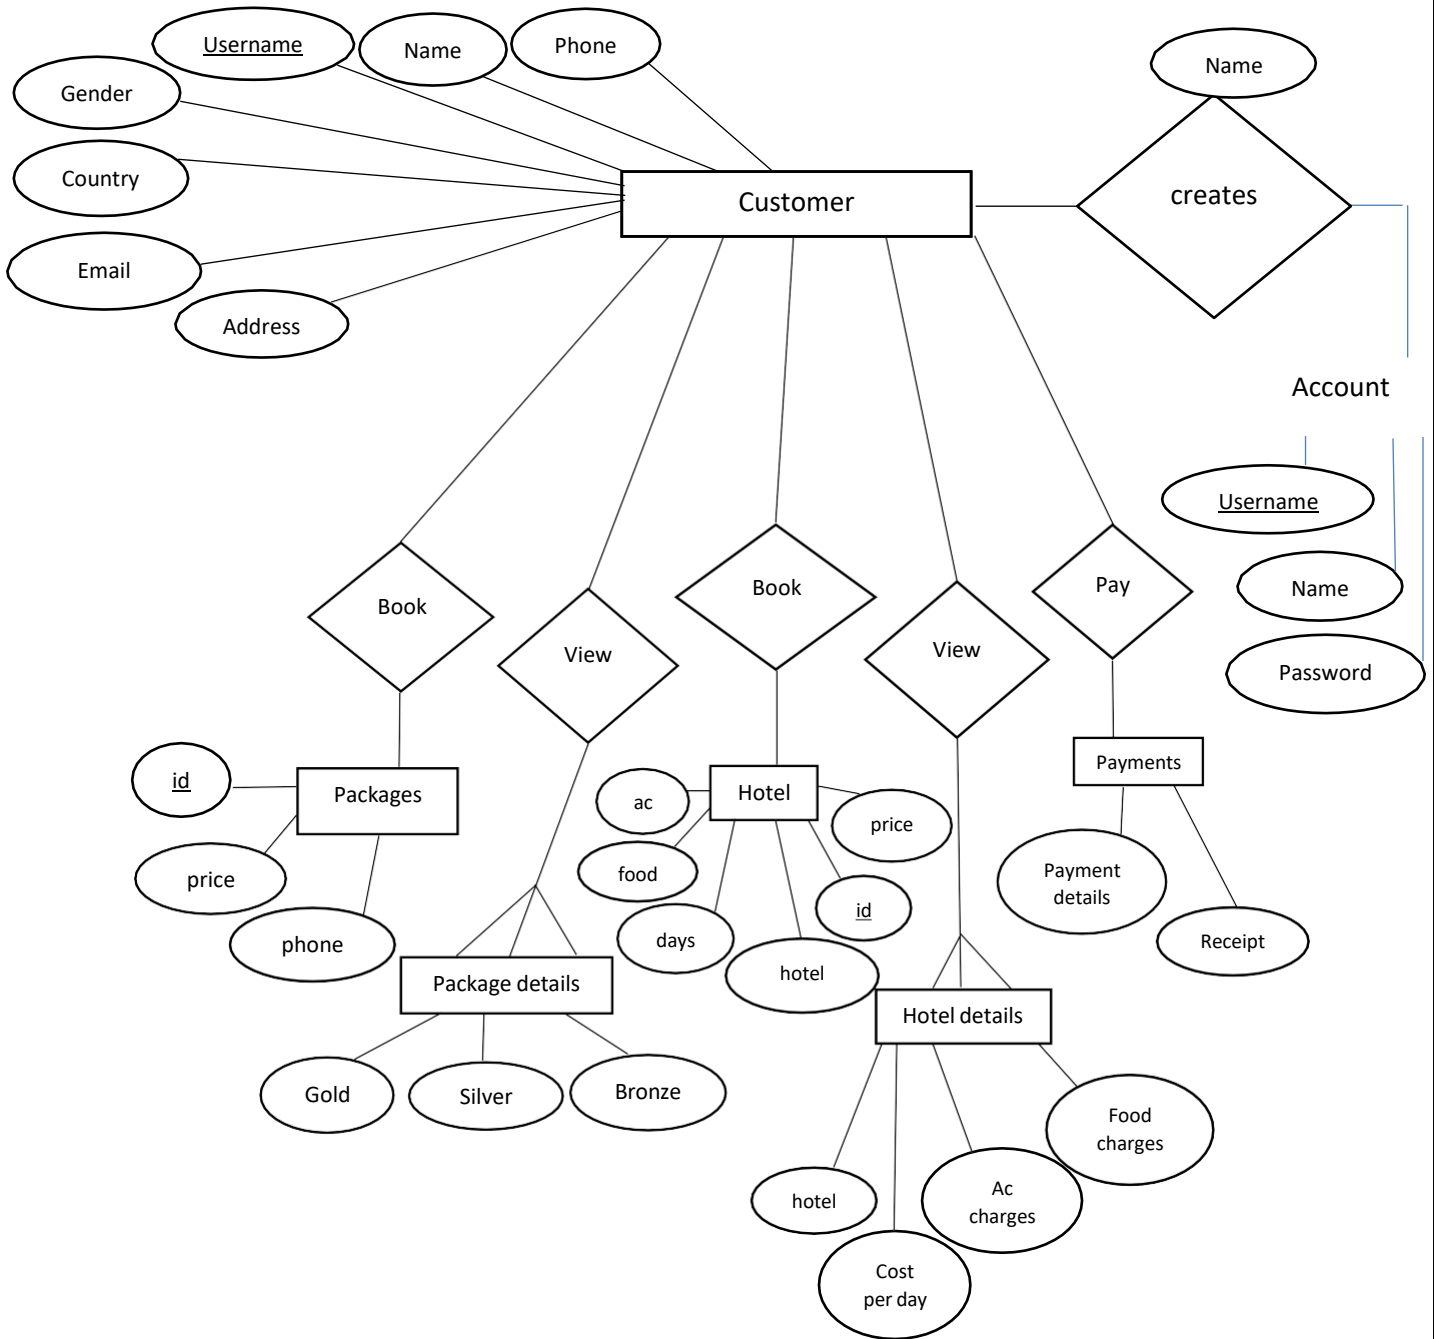 Username
Name
Phone
Name
Gender
Country
Customer
creates
Email
Address
Account
Username
Book
View
Book
View
Pay
Name
Password
id
Packages
ac
Hotel
price
Payments
price
food
id
Payment
details
phone
days
hotel
Receipt
Package details
Hotel details
Gold
Silver
Bronze
Food
charges
hotel
Ac
charges
Cost
per day